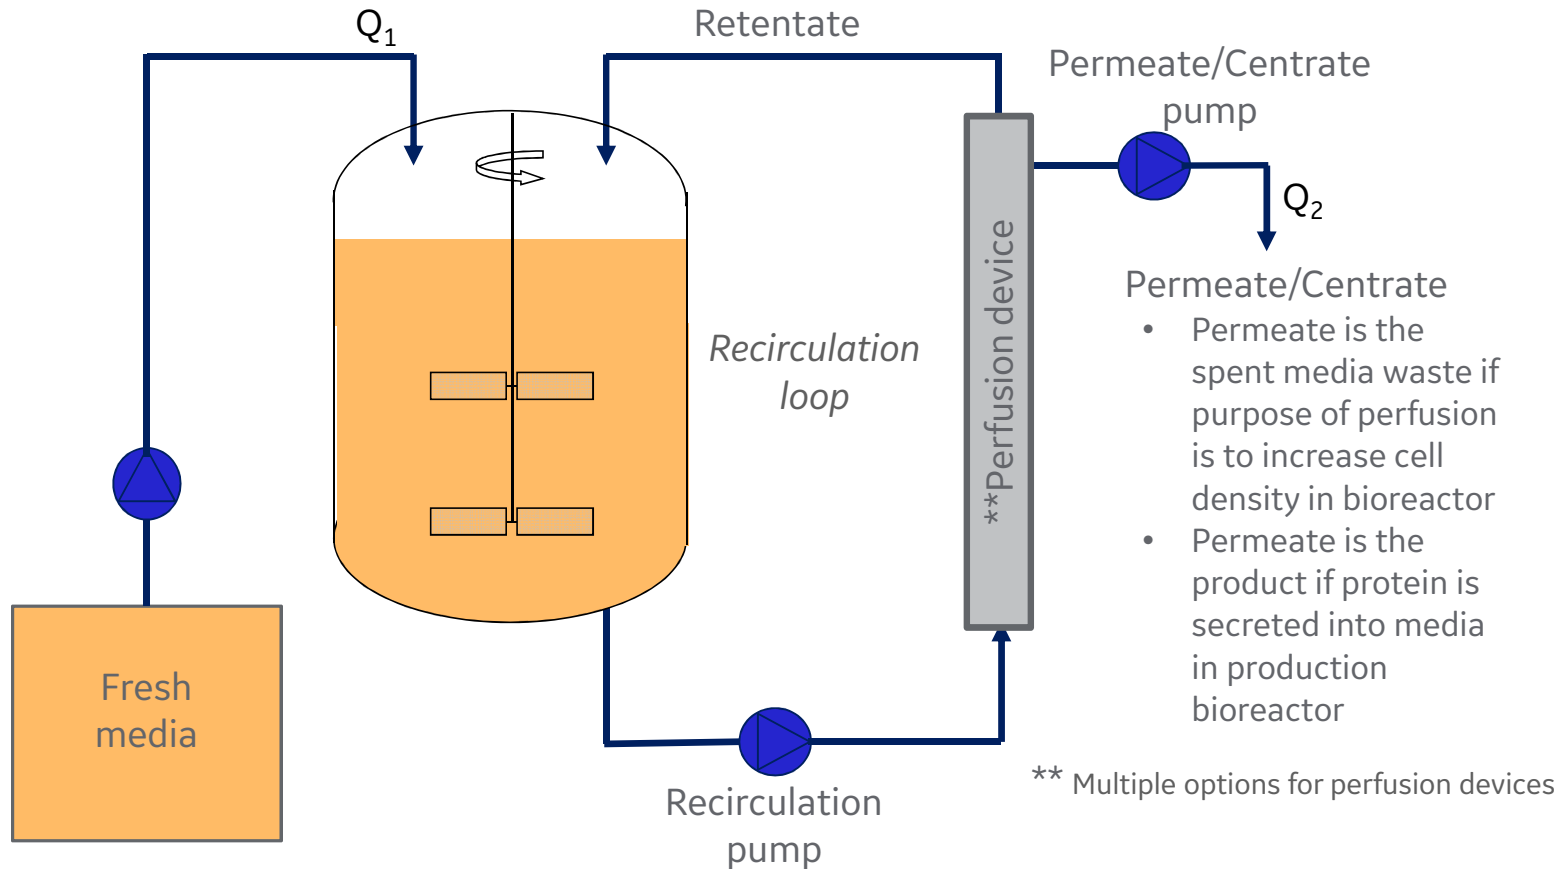 Q₁
Retentate
Permeate/Centrate
pump
Q₂
Permeate/Centrate
• Permeate is the
spent media waste if
purpose of perfusion
is to increase cell
density in bioreactor
• Permeate is the
product if protein is
secreted into media
in production
bioreactor
**Perfusion device
Recirculation
loop
Fresh
media
Recirculation
pump
** Multiple options for perfusion devices